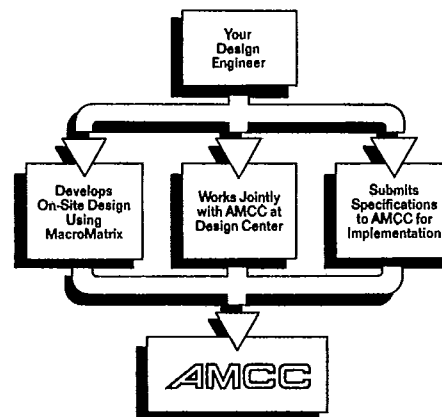 Your
Design
Engineer
Develops
On-Site Design
Using
MacroMatrix
Works Jointly
with AMCC at
Design Center
Submits
Specifications
to AMCC for
Implementation
AMCC